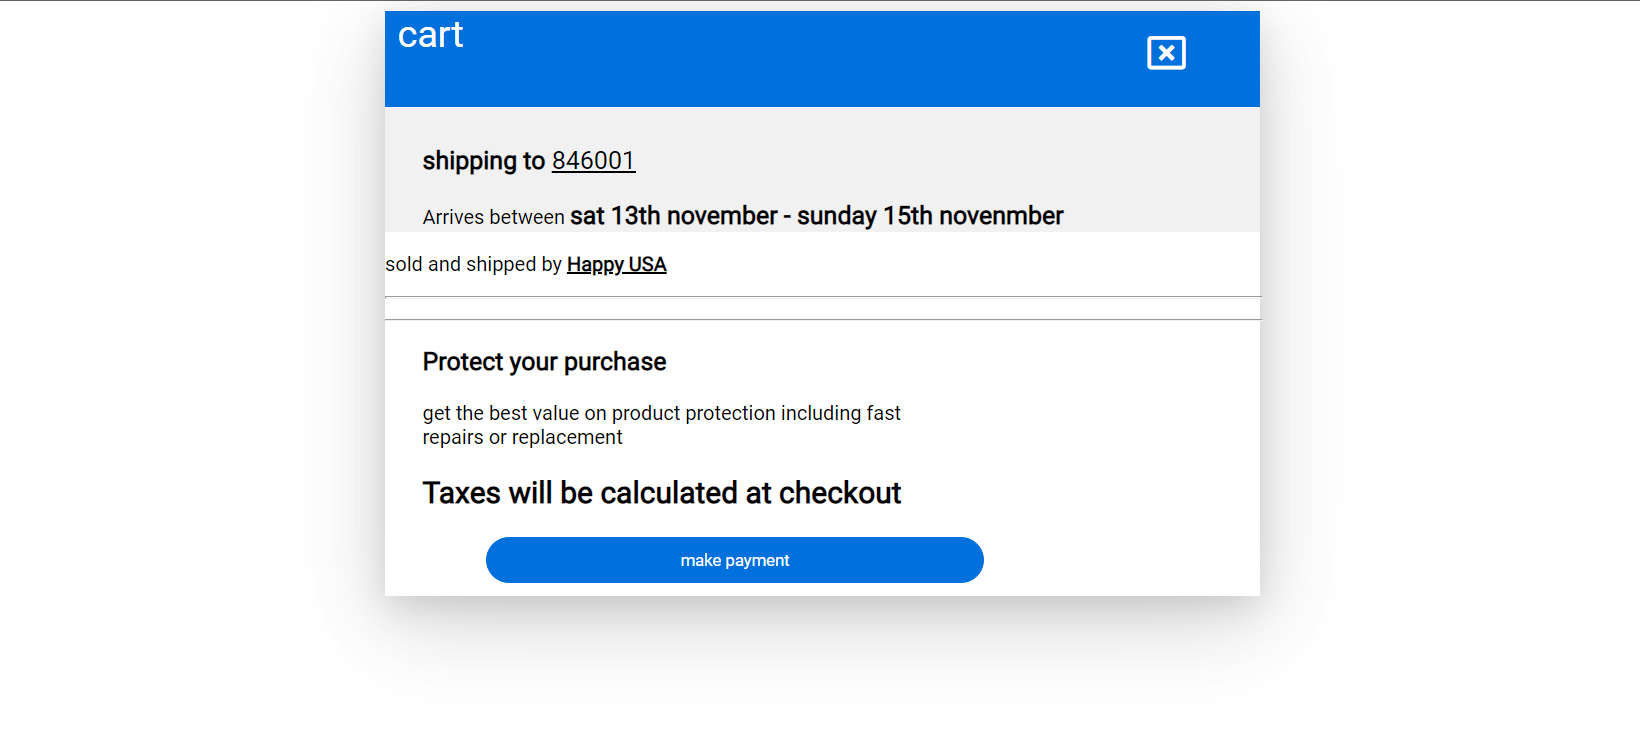 cart
shipping to 846001
Arrives between sat 13th november - sunday 15th novenmber
sold and shipped by Happy USA
Protect your purchase
get the best value on product protection including fast
repairs or replacement
Taxes will be calculated at checkout
make payment